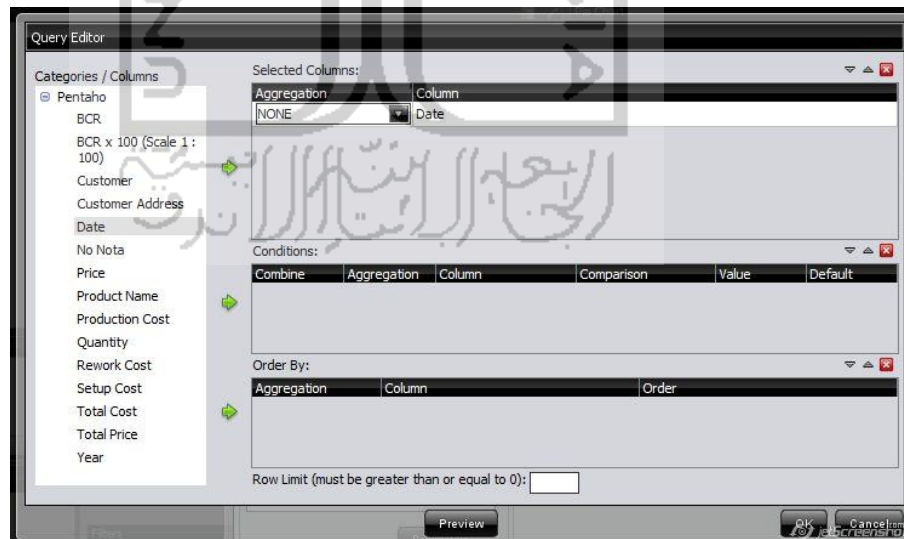 Query Editor
Categories / Columns
Pentaho
BCR
BCR x 100 (Scale 1 :
100)
Customer
Customer Address
Date
No Nota
Price
Product Name
Production Cost
Quantity
Rework Cost
Setup Cost
Total Cost
Total Price
Year
Selected Columns:
Aggregation Column
NONE Date
Conditions:
Combine Aggregation Column Comparison Value Default
Order By:
Aggregation Column Order
Row Limit (must be greater than or equal to 0):
Preview
OK Cancel